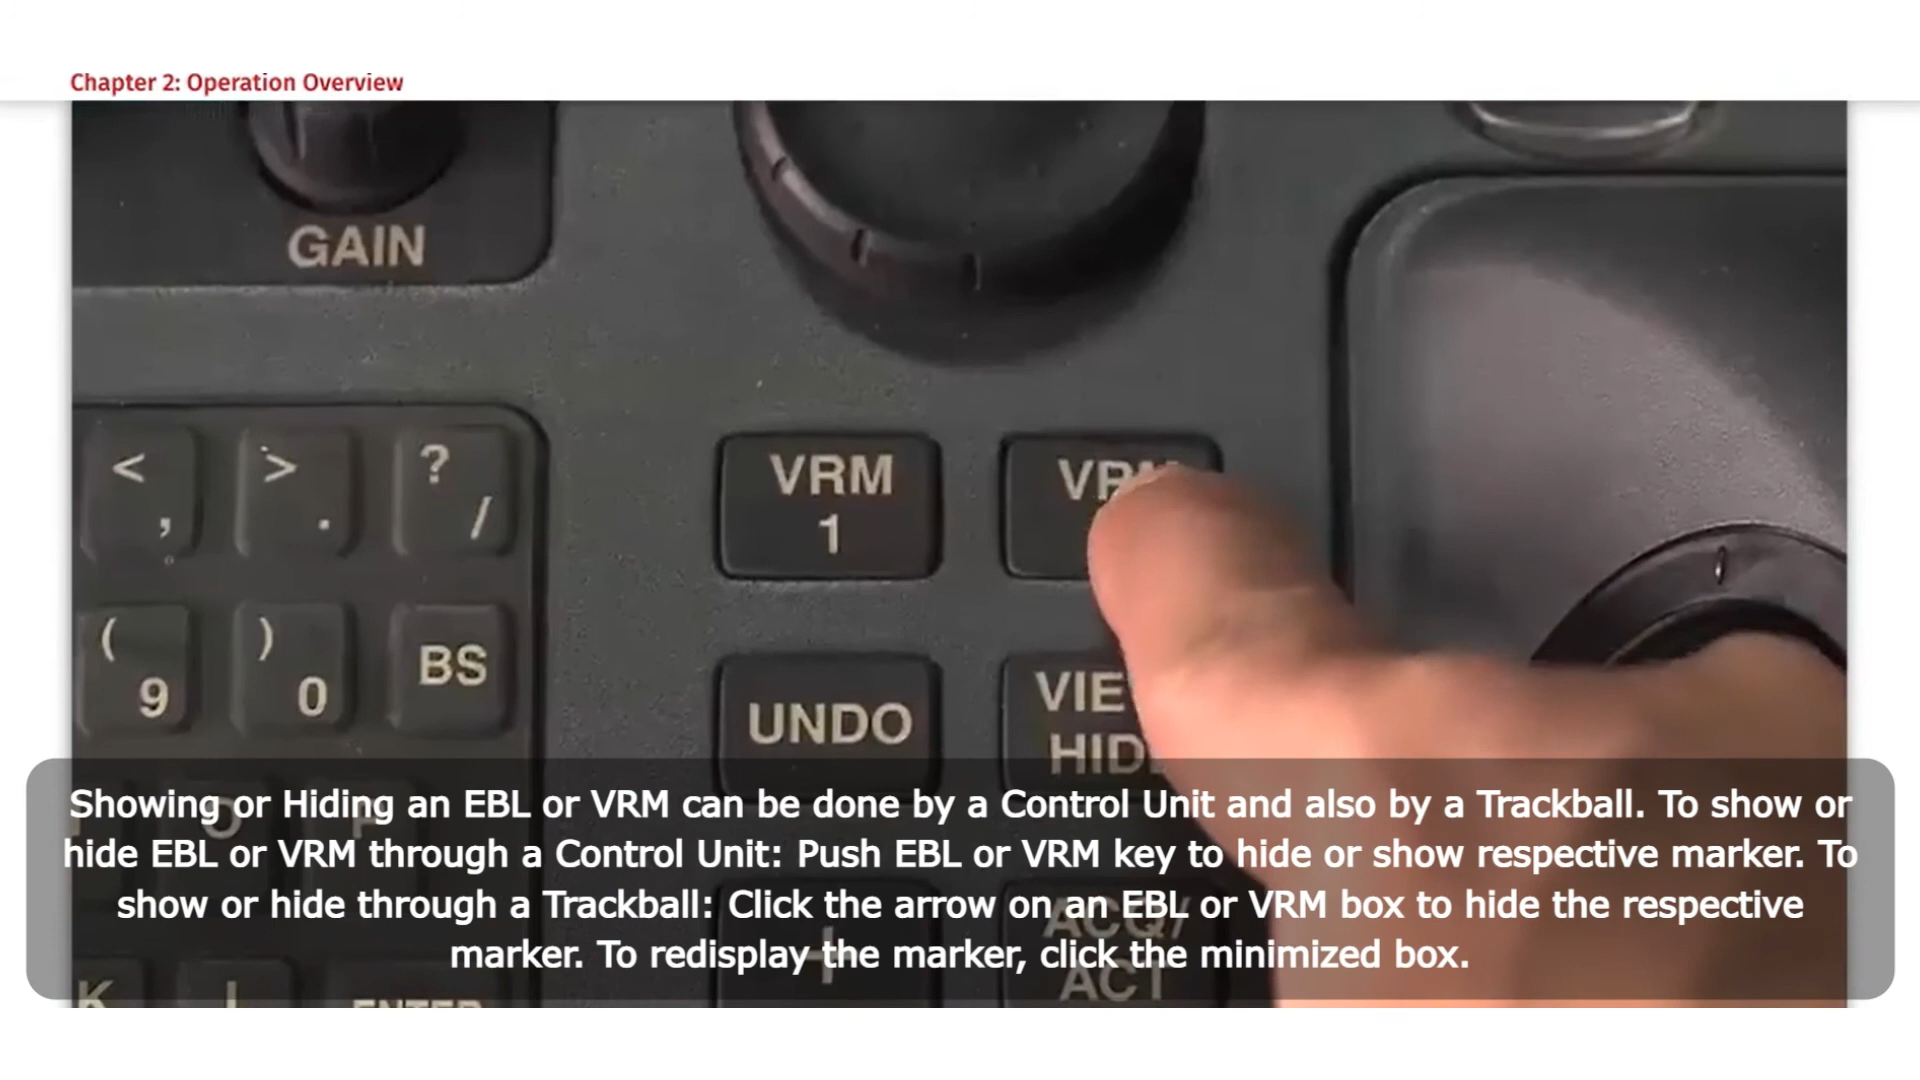 Chapter 2: Operation Overview
GAIN
<
,
>
.
?
/
VRM
1
(
9
)
0
BS
UNDO
Showing or Hiding an EBL or VRM can be done by a Control Unit and also by a Trackball. To show or
hide EBL or VRM through a Control Unit: Push EBL or VRM key to hide or show respective marker. To
show or hide through a Trackball: Click the arrow on an EBL or VRM box to hide the respective
marker. To redisplay the marker, click the minimized box.
ACQ/
ACT
K
ENTER